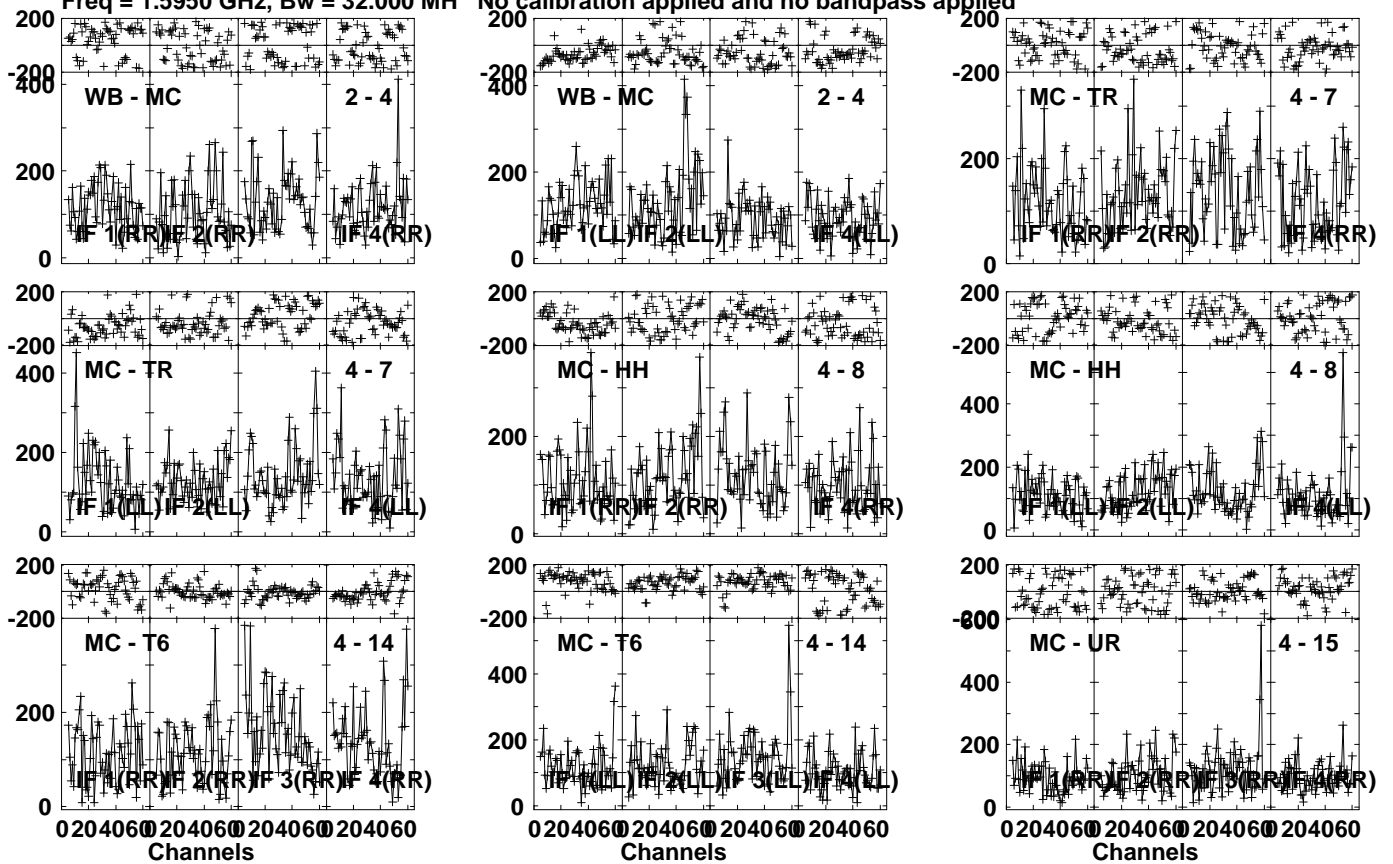 Freq = 1.5950 GHz, Bw = 32.000 MH No calibration applied and no bandpass applied
200
-200
400
200
0
WB - MC 2 - 4
IF 1(RR) IF 2(RR) IF 4(RR)
200
-200
400
200
0
WB - MC 2 - 4
IF 1(LL) IF 2(LL) IF 4(LL)
200
-200
200
0
MC - TR 4 - 7
IF 1(RR) IF 2(RR) IF 4(RR)
200
-200
400
200
0
MC - TR 4 - 7
IF 1(LL) IF 2(LL) IF 4(LL)
200
-200
200
0
MC - HH 4 - 8
IF 1(RR) IF 2(RR) IF 4(RR)
200
-200
400
200
0
MC - HH 4 - 8
IF 1(LL) IF 2(LL) IF 4(LL)
200
-200
200
0
MC - T6 4 - 14
IF 1(RR) IF 2(RR) IF 3(RR) IF 4(RR)
0 20 40 60 0 20 40 60 0 20 40 60 0 20 40 60
Channels
200
-200
400
200
0
MC - T6 4 - 14
IF 1(LL) IF 2(LL) IF 3(LL) IF 4(LL)
0 20 40 60 0 20 40 60 0 20 40 60 0 20 40 60
Channels
200
-200
600
400
200
0
MC - UR 4 - 15
IF 1(RR) IF 2(RR) IF 3(RR) IF 4(RR)
0 20 40 60 0 20 40 60 0 20 40 60 0 20 40 60
Channels